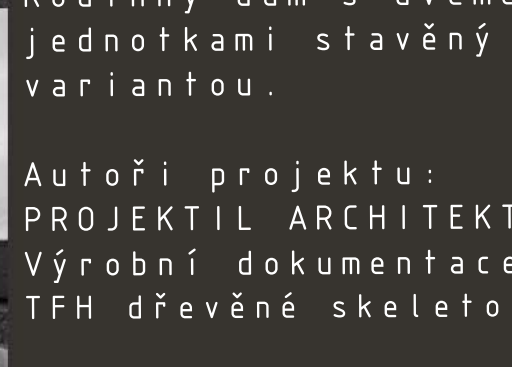 jednotkami stavěný
variantou.
Autoři projektu:
PROJEKTIL ARCHITEKT
Výrobní dokumentace
TFH dřevěné skeleto